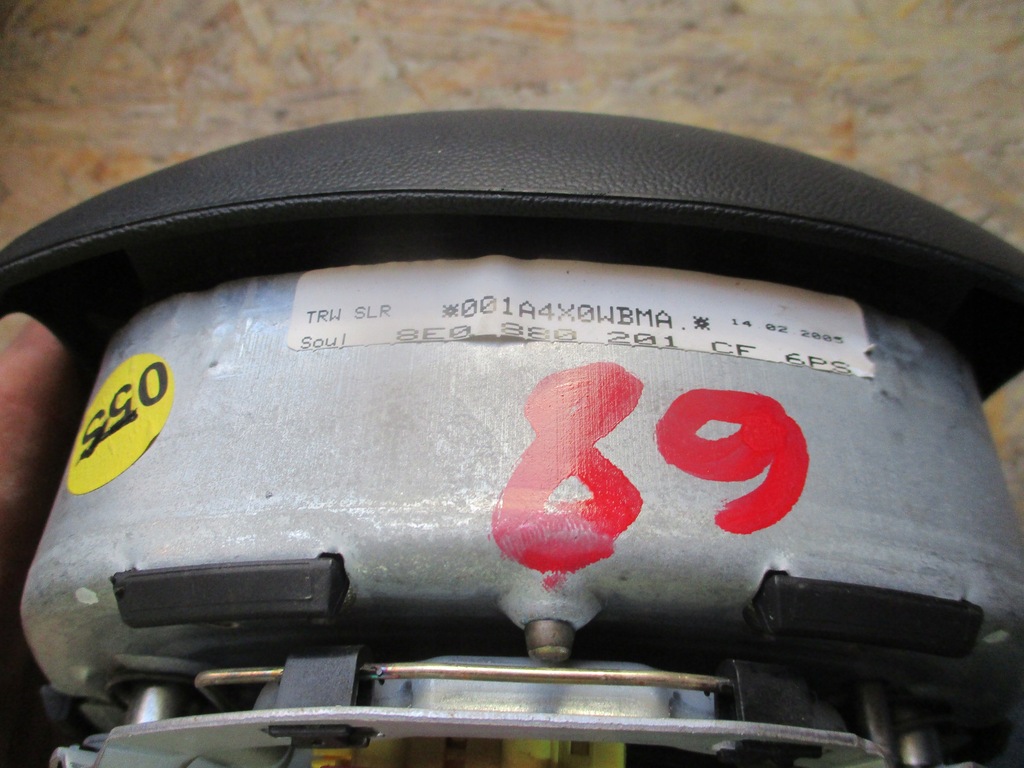 TRW SLR *001A4X0WBMA.* 14 02 2005
Soul 8E0 880 201 CF 6PS
055
89